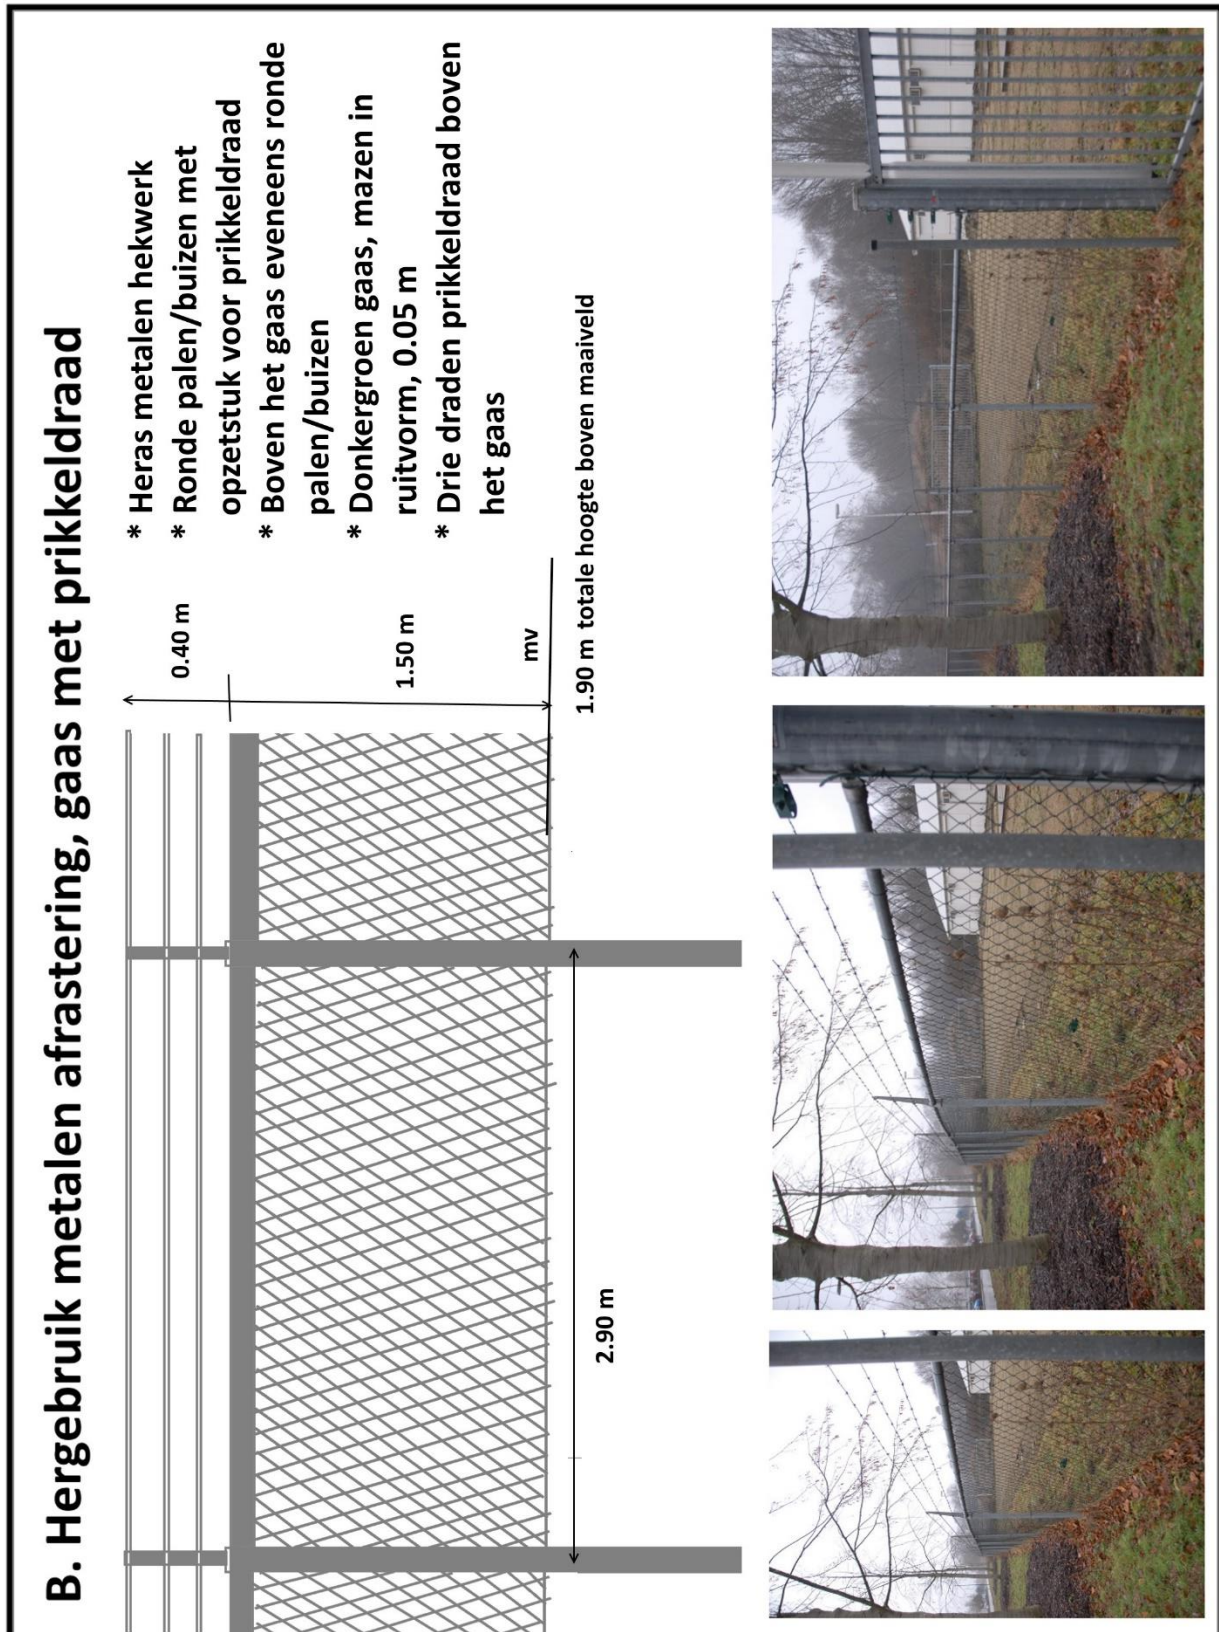 B. Hergebruik metalen afrastering, gaas met prikkeldraad
* Heras metalen hekwerk
* Ronde palen/buizen met
opzetstuk voor prikkeldraad
* Boven het gaas eveneens ronde
palen/buizen
* Donkergroen gaas, mazen in
ruitvorm, 0.05 m
* Drie draden prikkeldraad boven
het gaas
0.40 m
1.50 m
mv
1.90 m totale hoogte boven maaiveld
2.90 m